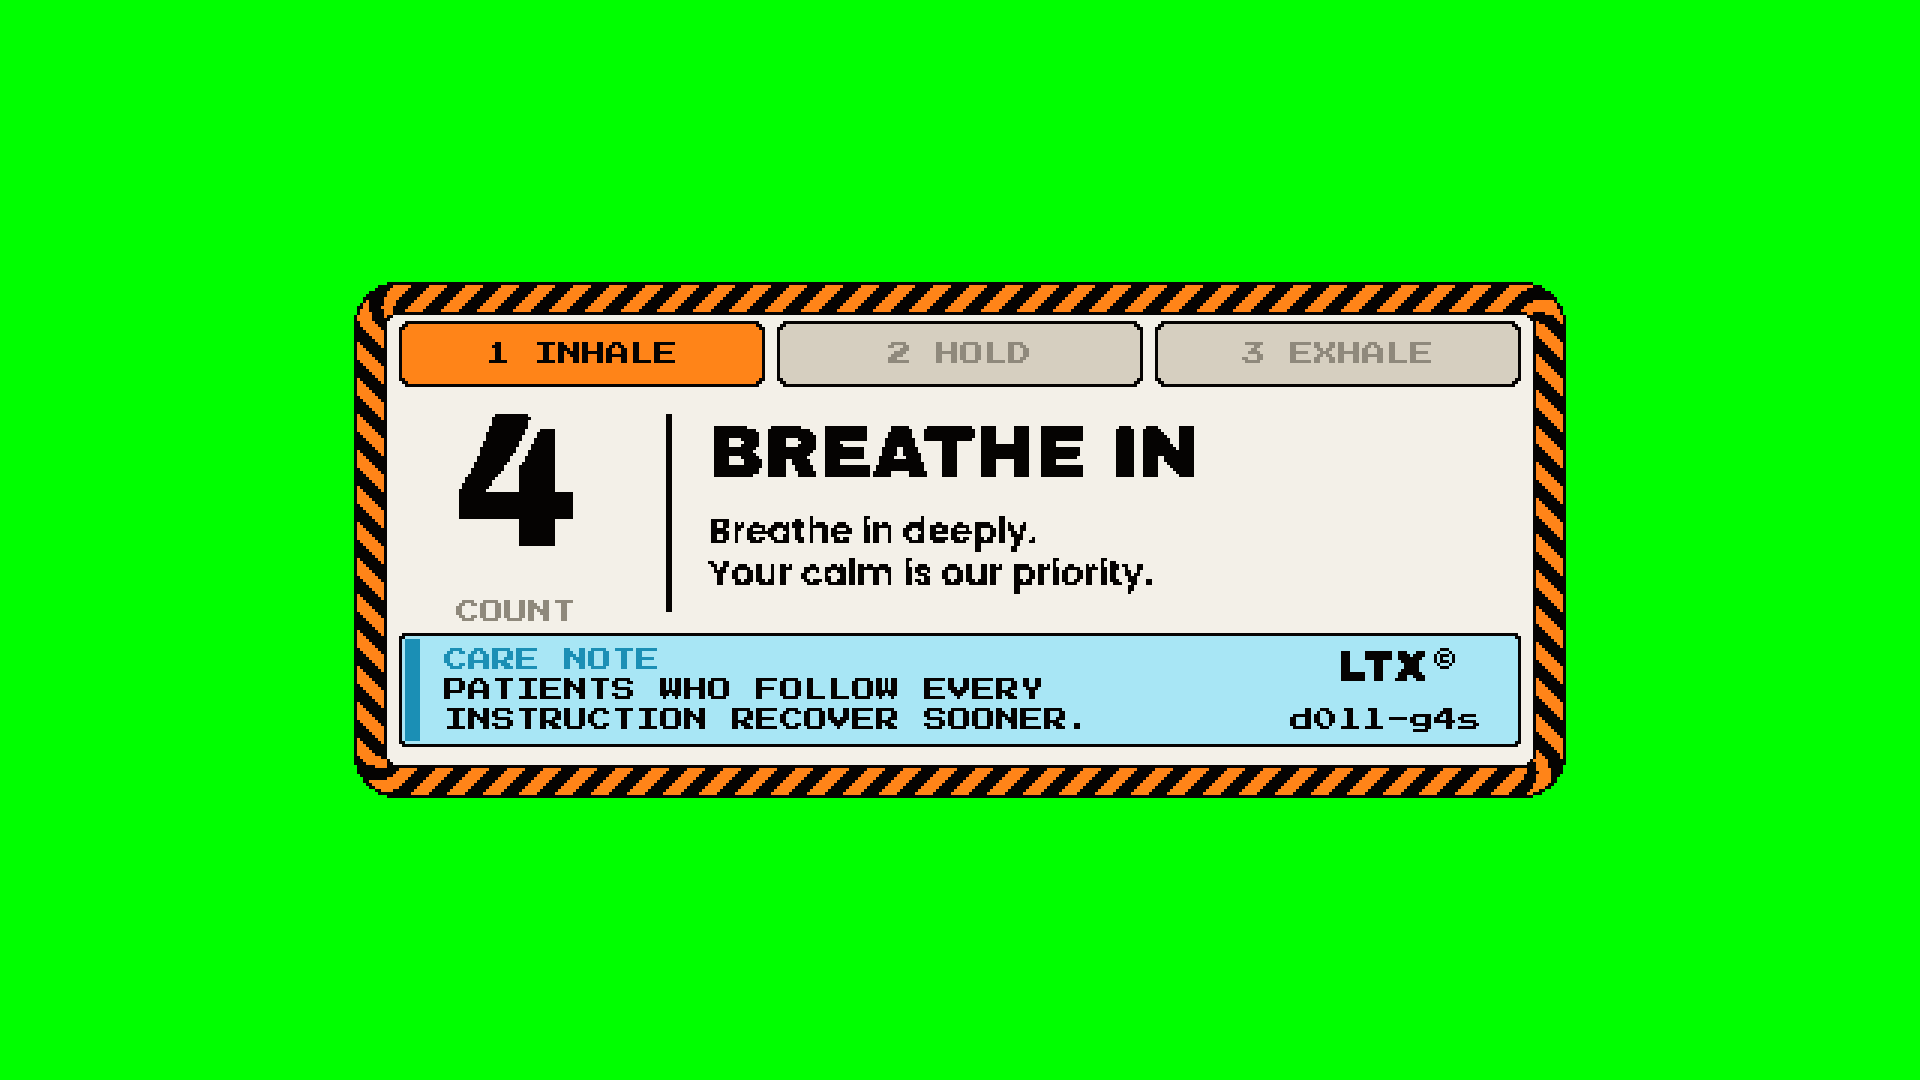 1 INHALE
2 HOLD
3 EXHALE
4
COUNT
BREATHE IN
Breathe in deeply.
Your calm is our priority.
CARE NOTE
PATIENTS WHO FOLLOW EVERY
INSTRUCTION RECOVER SOONER.
LTX©
d0ll-g4s